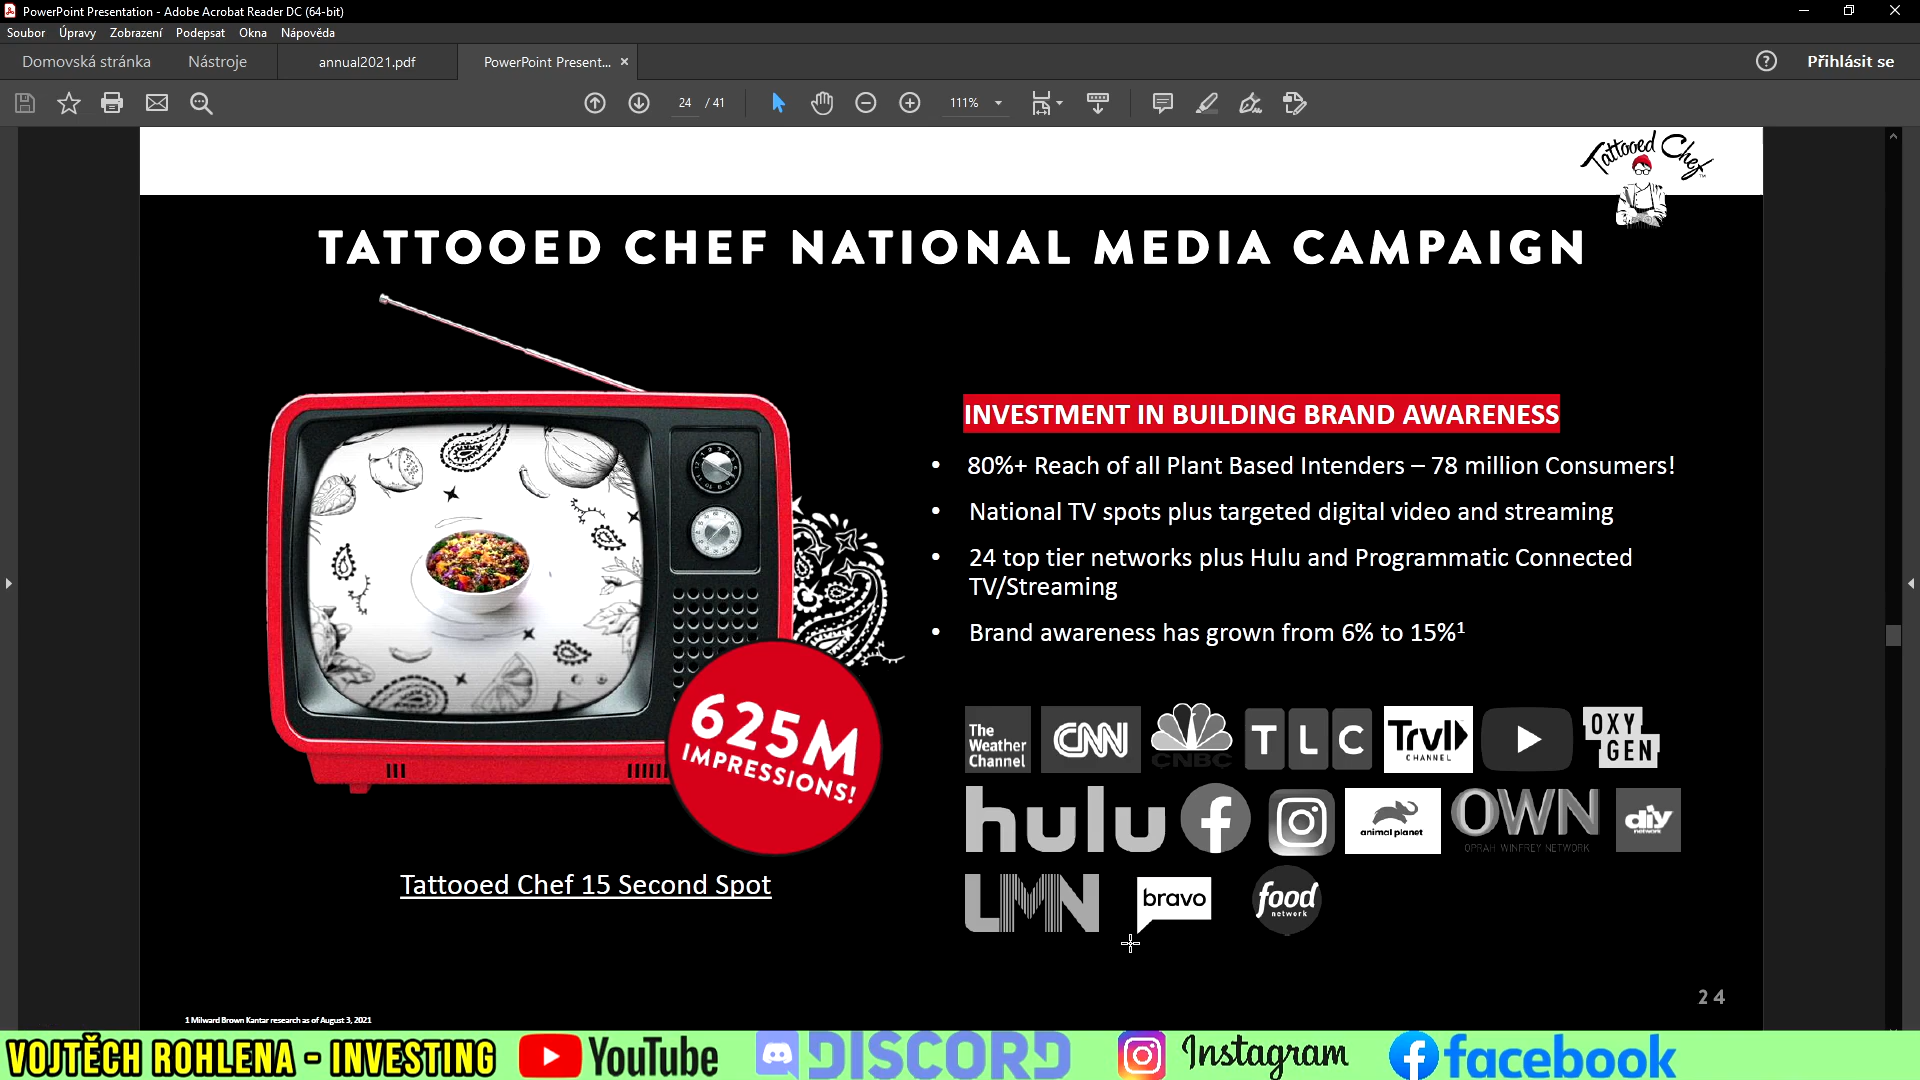 PowerPoint Presentation - Adobe Acrobat Reader DC (64-bit)
Soubor Úpravy Zobrazení Podepsat Okna Nápověda
Domovská stránka Nástroje annual2021.pdf PowerPoint Present... Přihlásit se
24 / 41 111%
Tattooed Chef
TATTOOED CHEF NATIONAL MEDIA CAMPAIGN
INVESTMENT IN BUILDING BRAND AWARENESS
• 80%+ Reach of all Plant Based Intenders – 78 million Consumers!
• National TV spots plus targeted digital video and streaming
• 24 top tier networks plus Hulu and Programmatic Connected
TV/Streaming
• Brand awareness has grown from 6% to 15%¹
625M
IMPRESSIONS!
The
Weather
Channel
CNN
CNBC
TLC
Trvl
CHANNEL
OXY
GEN
hulu
animal planet
OWN
OPRAH WINFREY NETWORK
diy
network
LMN
bravo
food
network
Tattooed Chef 15 Second Spot
24
1 Milward Brown Kantar research as of August 3, 2021
VOJTĚCH ROHLENA - INVESTING YouTube DISCORD Instagram facebook